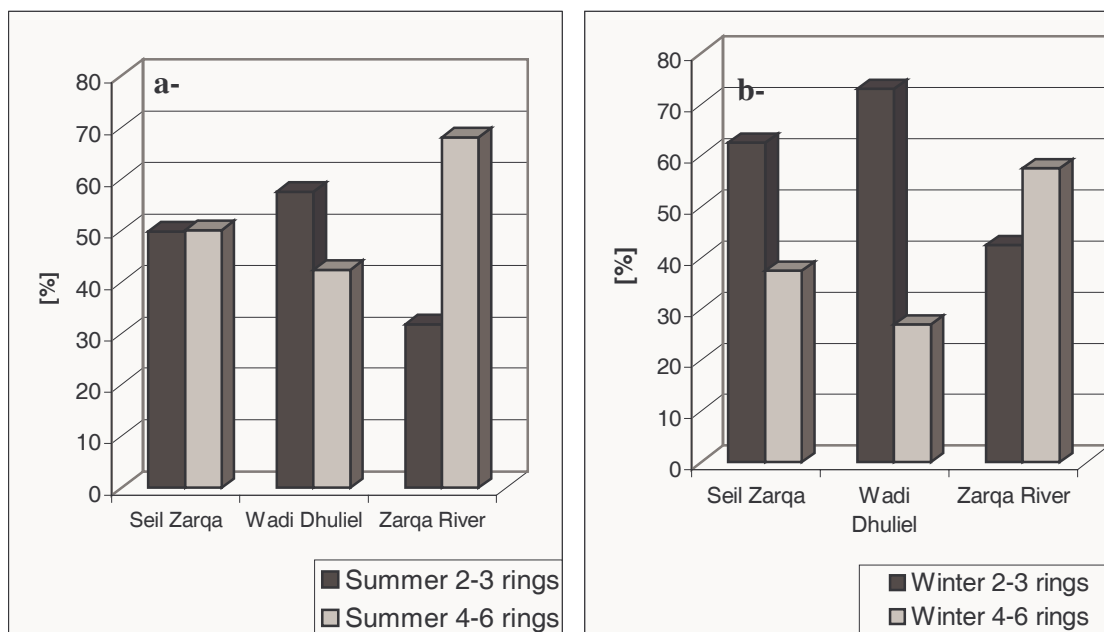 a-
80
70
60
50
40
30
20
10
0
[%]
Seil Zarqa Wadi Dhuliel Zarqa River
Summer 2-3 rings
Summer 4-6 rings
b-
80
70
60
50
40
30
20
10
0
[%]
Seil Zarqa Wadi Zarqa River
Dhuliel
Winter 2-3 rings
Winter 4-6 rings